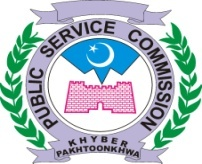 PUBLIC SERVICE COMMISSION
KHYBER
PAKHTOONKHWA